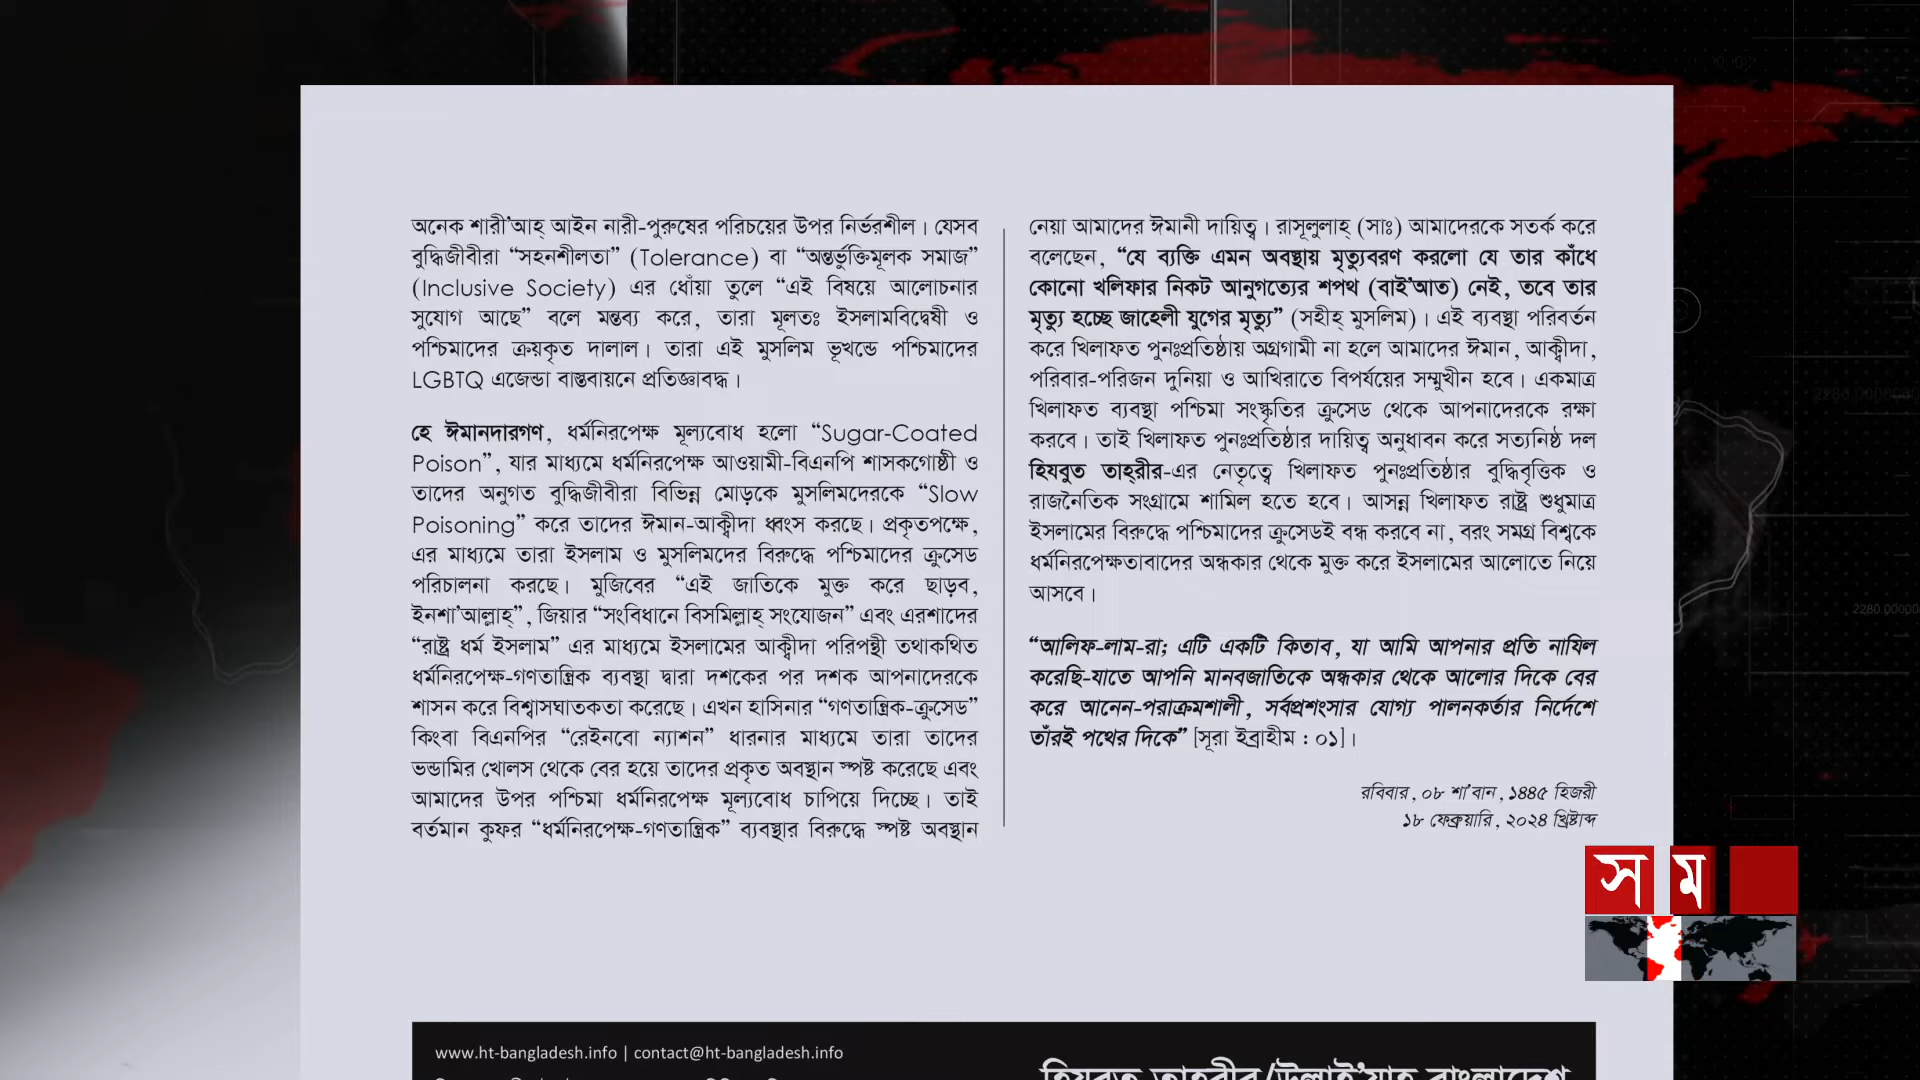 অনেক শারী’আহ্ আইন নারী-পুরুষের পরিচয়ের উপর নির্ভরশীল। যেসব
বুদ্ধিজীবীরা “সহনশীলতা” (Tolerance) বা “অন্তর্ভুক্তিমূলক সমাজ”
(Inclusive Society) এর ধোঁয়া তুলে “এই বিষয়ে আলোচনার
সুযোগ আছে” বলে মন্তব্য করে, তারা মূলতঃ ইসলামবিদ্বেষী ও
পশ্চিমাদের ক্রয়কৃত দালাল। তারা এই মুসলিম ভূখন্ডে পশ্চিমাদের
LGBTQ এজেন্ডা বাস্তবায়নে প্রতিজ্ঞাবদ্ধ।
হে ঈমানদারগণ, ধর্মনিরপেক্ষ মূল্যবোধ হলো “Sugar-Coated
Poison”, যার মাধ্যমে ধর্মনিরপেক্ষ আওয়ামী-বিএনপি শাসকগোষ্ঠী ও
তাদের অনুগত বুদ্ধিজীবীরা বিভিন্ন মোড়কে মুসলিমদেরকে “Slow
Poisoning” করে তাদের ঈমান-আক্বীদা ধ্বংস করছে। প্রকৃতপক্ষে,
এর মাধ্যমে তারা ইসলাম ও মুসলিমদের বিরুদ্ধে পশ্চিমাদের ক্রুসেড
পরিচালনা করছে। মুজিবের “এই জাতিকে মুক্ত করে ছাড়ব,
ইনশা’আল্লাহ্”, জিয়ার “সংবিধানে বিসমিল্লাহ্ সংযোজন” এবং এরশাদের
“রাষ্ট্র ধর্ম ইসলাম” এর মাধ্যমে ইসলামের আক্বীদা পরিপন্থী তথাকথিত
ধর্মনিরপেক্ষ-গণতান্ত্রিক ব্যবস্থা দ্বারা দশকের পর দশক আপনাদেরকে
শাসন করে বিশ্বাসঘাতকতা করেছে। এখন হাসিনার “গণতান্ত্রিক-ক্রুসেড”
কিংবা বিএনপির “রেইনবো ন্যাশন” ধারনার মাধ্যমে তারা তাদের
ভন্ডামির খোলস থেকে বের হয়ে তাদের প্রকৃত অবস্থান স্পষ্ট করেছে এবং
আমাদের উপর পশ্চিমা ধর্মনিরপেক্ষ মূল্যবোধ চাপিয়ে দিচ্ছে। তাই
বর্তমান কুফর “ধর্মনিরপেক্ষ-গণতান্ত্রিক” ব্যবস্থার বিরুদ্ধে স্পষ্ট অবস্থান
নেয়া আমাদের ঈমানী দায়িত্ব। রাসূলুলাহ্ (সাঃ) আমাদেরকে সতর্ক করে
বলেছেন, “যে ব্যক্তি এমন অবস্থায় মৃত্যুবরণ করলো যে তার কাঁধে
কোনো খলিফার নিকট আনুগত্যের শপথ (বাই’আত) নেই, তবে তার
মৃত্যু হচ্ছে জাহেলী যুগের মৃত্যু” (সহীহ্ মুসলিম)। এই ব্যবস্থা পরিবর্তন
করে খিলাফত পুনঃপ্রতিষ্ঠায় অগ্রগামী না হলে আমাদের ঈমান, আক্বীদা,
পরিবার-পরিজন দুনিয়া ও আখিরাতে বিপর্যয়ের সম্মুখীন হবে। একমাত্র
খিলাফত ব্যবস্থা পশ্চিমা সংস্কৃতির ক্রুসেড থেকে আপনাদেরকে রক্ষা
করবে। তাই খিলাফত পুনঃপ্রতিষ্ঠার দায়িত্ব অনুধাবন করে সত্যনিষ্ঠ দল
হিযবুত তাহ্‌রীর-এর নেতৃত্বে খিলাফত পুনঃপ্রতিষ্ঠার বুদ্ধিবৃত্তিক ও
রাজনৈতিক সংগ্রামে শামিল হতে হবে। আসন্ন খিলাফত রাষ্ট্র শুধুমাত্র
ইসলামের বিরুদ্ধে পশ্চিমাদের ক্রুসেডই বন্ধ করবে না, বরং সমগ্র বিশ্বকে
ধর্মনিরপেক্ষতাবাদের অন্ধকার থেকে মুক্ত করে ইসলামের আলোতে নিয়ে
আসবে।
“আলিফ-লাম-রা; এটি একটি কিতাব, যা আমি আপনার প্রতি নাযিল
করেছি-যাতে আপনি মানবজাতিকে অন্ধকার থেকে আলোর দিকে বের
করে আনেন-পরাক্রমশালী, সর্বপ্রশংসার যোগ্য পালনকর্তার নির্দেশে
তাঁরই পথের দিকে” [সূরা ইব্রাহীম : ০১]।
রবিবার, ০৮ শা’বান, ১৪৪৫ হিজরী
১৮ ফেব্রুয়ারি, ২০২৪ খ্রিষ্টাব্দ
স ম
www.ht-bangladesh.info | contact@ht-bangladesh.info
হিযবুত তাহরীর/উলাই’য়াহ বাংলাদেশ